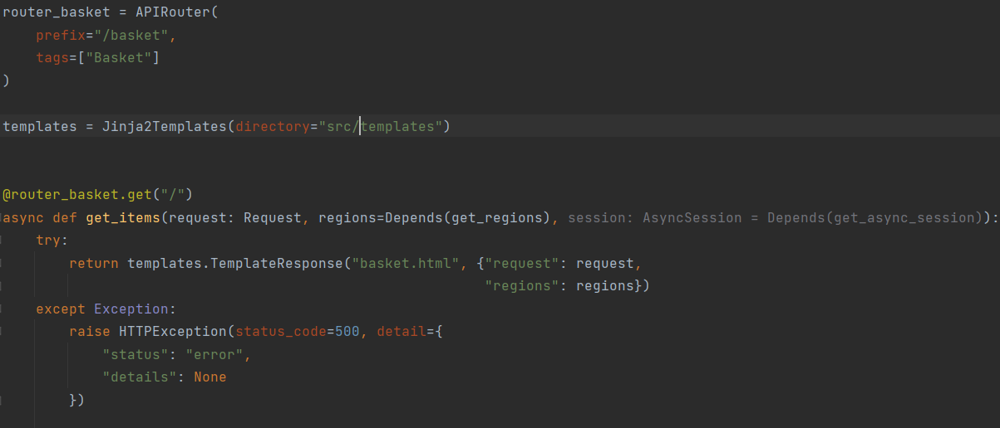 router_basket = APIRouter(
    prefix="/basket",
    tags=["Basket"]
)
templates = Jinja2Templates(directory="src/templates")
@router_basket.get("/")
async def get_items(request: Request, regions=Depends(get_regions), session: AsyncSession = Depends(get_async_session)):
    try:
        return templates.TemplateResponse("basket.html", {"request": request,
                                                          "regions": regions})
    except Exception:
        raise HTTPException(status_code=500, detail={
            "status": "error",
            "details": None
        })